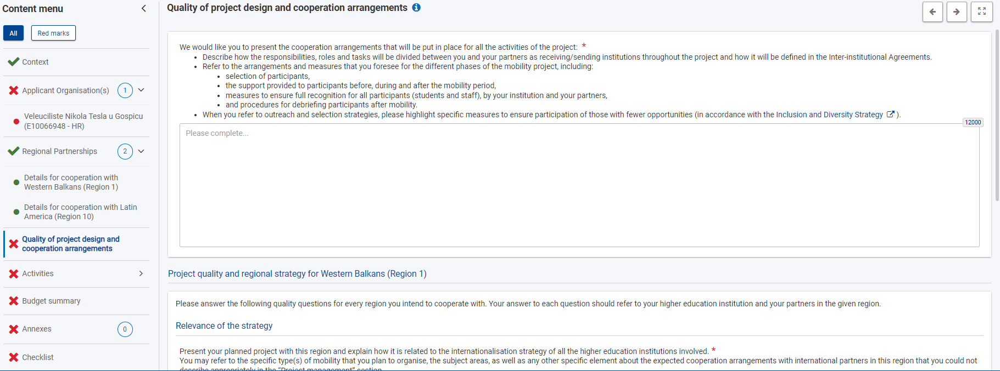 Content menu
All
Red marks
Context
Applicant Organisation(s) 1
Veleuciliste Nikola Tesla u Gospicu
(E10066948 - HR)
Regional Partnerships 2
Details for cooperation with
Western Balkans (Region 1)
Details for cooperation with Latin
America (Region 10)
Quality of project design and
cooperation arrangements
Activities
Budget summary
Annexes 0
Checklist
Quality of project design and cooperation arrangements
We would like you to present the cooperation arrangements that will be put in place for all the activities of the project: *
• Describe how the responsibilities, roles and tasks will be divided between you and your partners as receiving/sending institutions throughout the project and how it will be defined in the Inter-institutional Agreements.
• Refer to the arrangements and measures that you foresee for the different phases of the mobility project, including:
• selection of participants,
• the support provided to participants before, during and after the mobility period,
• measures to ensure full recognition for all participants (students and staff), by your institution and your partners,
• and procedures for debriefing participants after mobility.
• When you refer to outreach and selection strategies, please highlight specific measures to ensure participation of those with fewer opportunities (in accordance with the Inclusion and Diversity Strategy ).
12000
Please complete...
Project quality and regional strategy for Western Balkans (Region 1)
Please answer the following quality questions for every region you intend to cooperate with. Your answer to each question should refer to your higher education institution and your partners in the given region.
Relevance of the strategy
Present your planned project with this region and explain how it is related to the internationalisation strategy of all the higher education institutions involved. *
You may refer to the specific type(s) of mobility that you plan to organise, the subject areas, as well as any other specific element about the expected cooperation arrangements with international partners in this region that you could not
describe appropriately in the "Project management" section.